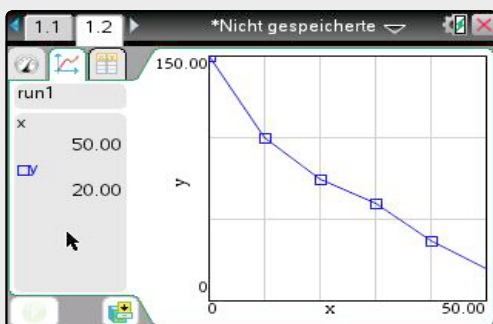 1.1 1.2 *Nicht gespeicherte
run1
x
50.00
y
20.00
150.00
y
0
0 x 50.00